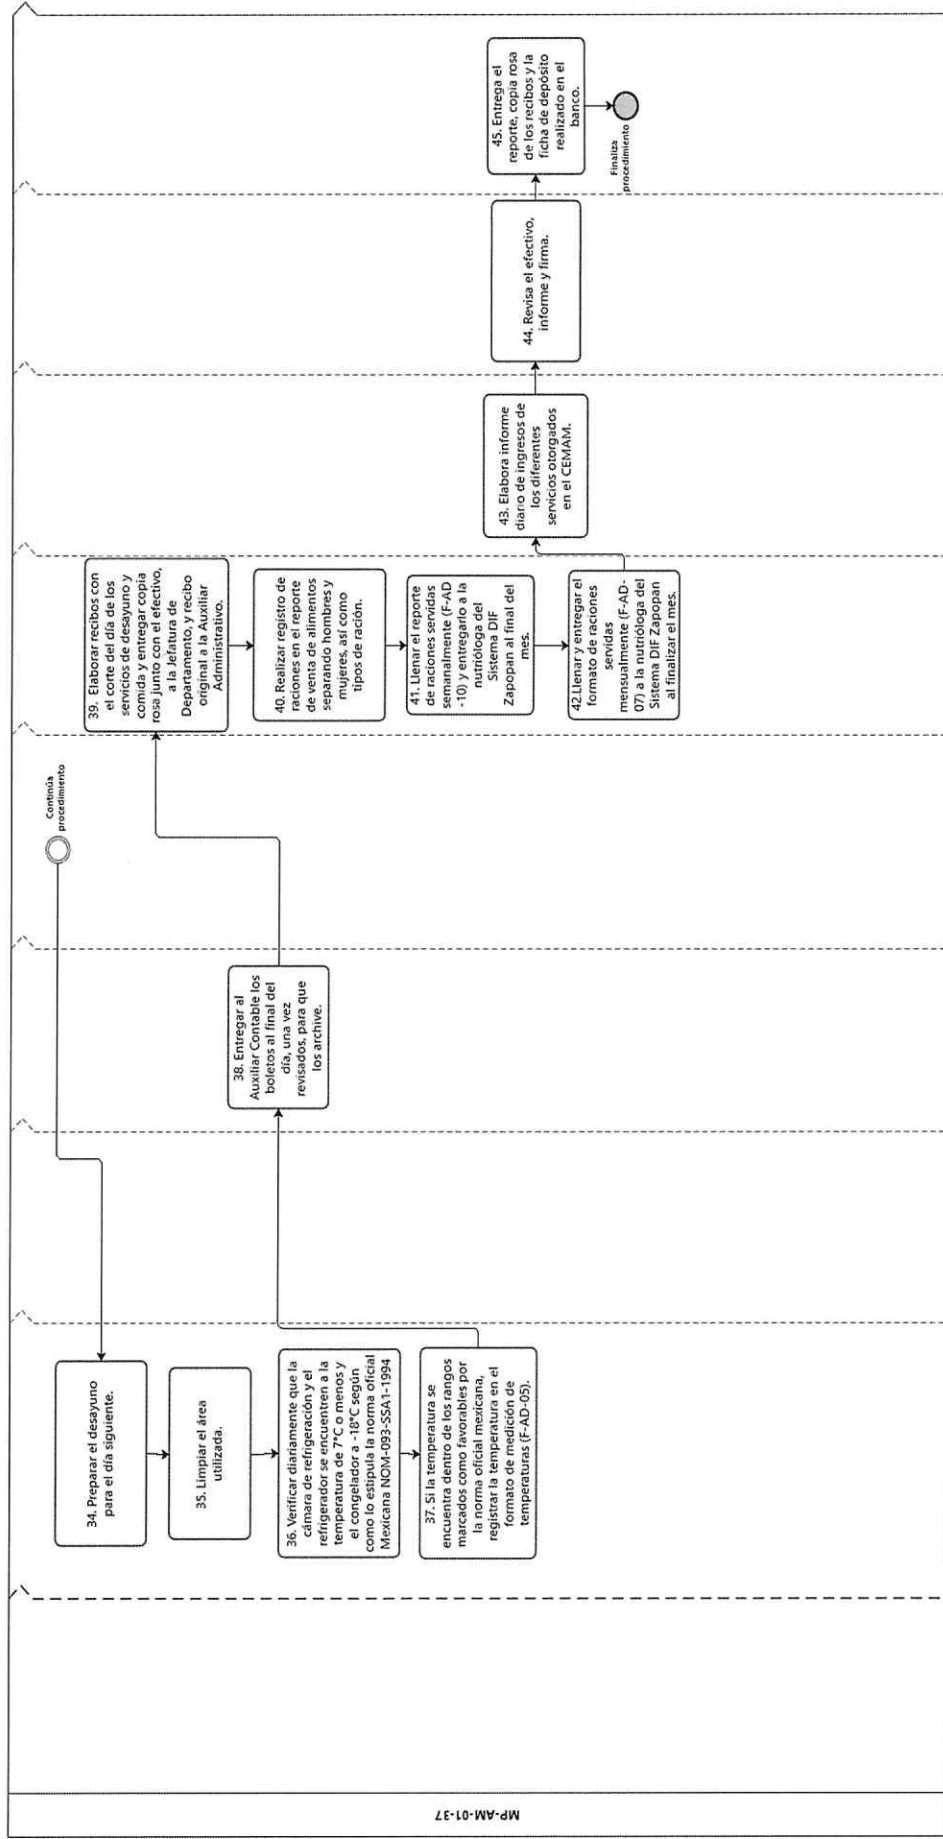 MP-AM-01-37
Continúa
procedimiento
34. Preparar el desayuno
para el día siguiente.
35. Limpiar el área
utilizada.
36. Verificar diariamente que la
cámara de refrigeración y el
refrigerador se encuentren a la
temperatura de 7°C o menos y
el congelador a -18°C según
como lo estipula la norma oficial
Mexicana NOM-093-SSA1-1994
37. Si la temperatura se
encuentra dentro de los rangos
marcados como favorables por
la norma oficial mexicana,
registrar la temperatura en el
formato de medición de
temperaturas (F-AD-05).
38. Entregar al
Auxiliar Contable los
boletos al final del
día, una vez
revisados, para que
los archive.
39. Elaborar recibos con
el corte del día de los
servicios de desayuno y
comida y entregar copia
rosa junto con el efectivo,
a la Jefatura de
Departamento, y recibo
original a la Auxiliar
Administrativo.
40. Realizar registro de
raciones en el reporte
de venta de alimentos
separando hombres y
mujeres, así como
tipos de ración.
41. Llenar el reporte
de raciones servidas
semanalmente (F-AD
-10) y entregarlo a la
nutrióloga del
Sistema DIF
Zapopan al final del
mes.
42.Llenar y entregar el
formato de raciones
servidas
mensualmente (F-AD-
07) a la nutrióloga del
Sistema DIF Zapopan
al finalizar el mes.
43. Elabora informe
diario de ingresos de
los diferentes
servicios otorgados
en el CEMAM.
44. Revisa el efectivo,
informe y firma.
45. Entrega el
reporte, copia rosa
de los recibos y la
ficha de depósito
realizado en el
banco.
Finaliza
procedimiento